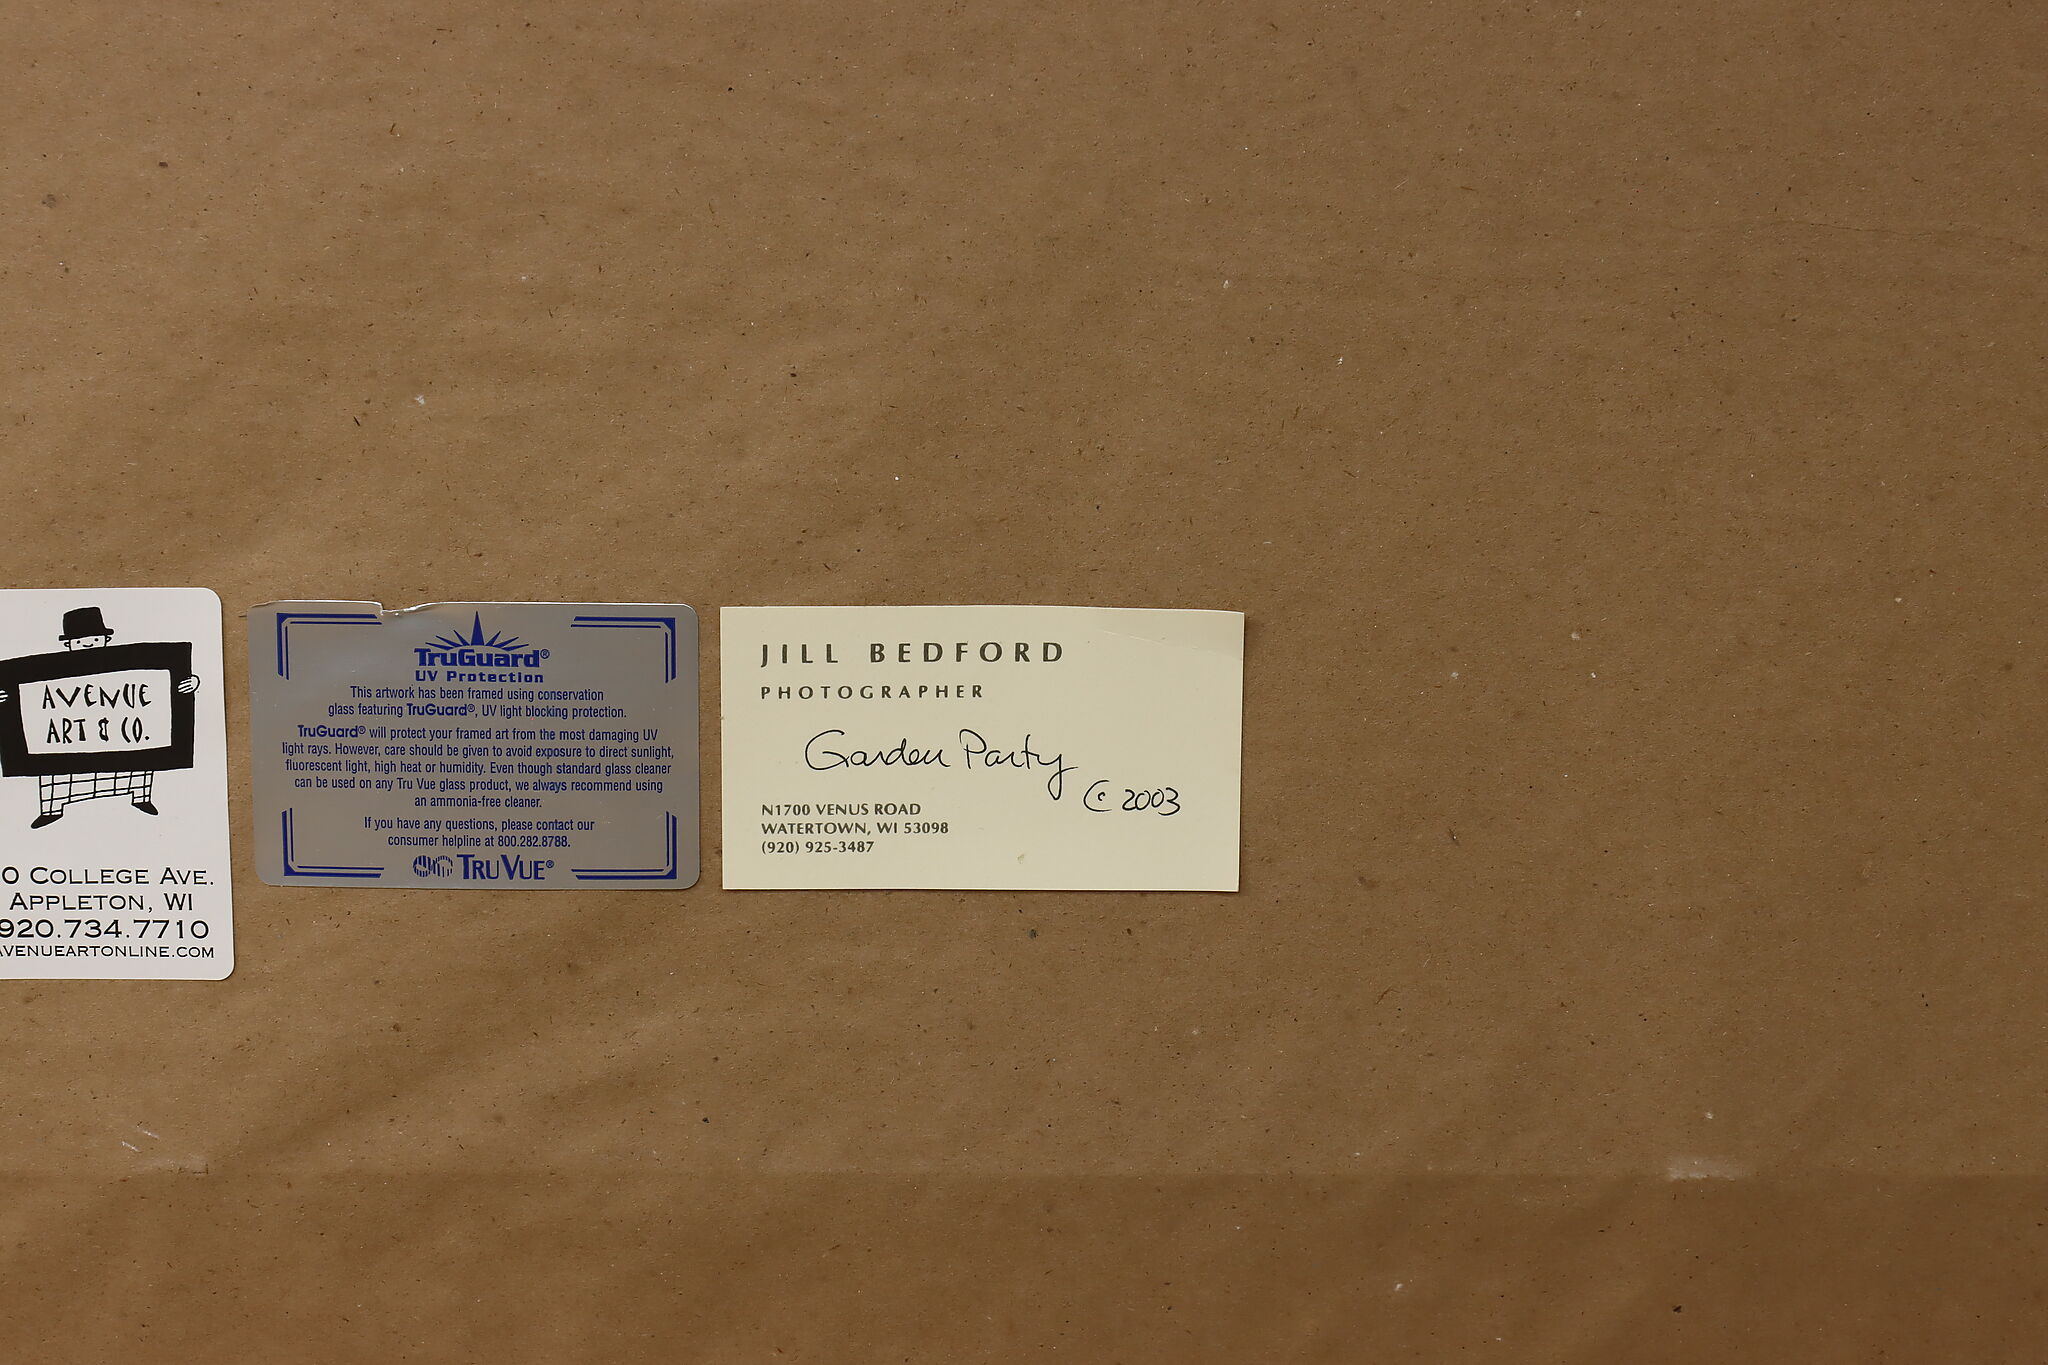 AVENUE
ART & CO.
0 COLLEGE AVE.
APPLETON, WI
920.734.7710
AVENUEARTONLINE.COM
TruGuard®
UV Protection
This artwork has been framed using conservation
glass featuring TruGuard®, UV light blocking protection.
TruGuard® will protect your framed art from the most damaging UV
light rays. However, care should be given to avoid exposure to direct sunlight,
fluorescent light, high heat or humidity. Even though standard glass cleaner
can be used on any Tru Vue glass product, we always recommend using
an ammonia-free cleaner.
If you have any questions, please contact our
consumer helpline at 800.282.8788.
TRU VUE®
JILL BEDFORD
PHOTOGRAPHER
Garden Party
© 2003
N1700 VENUS ROAD
WATERTOWN, WI 53098
(920) 925-3487